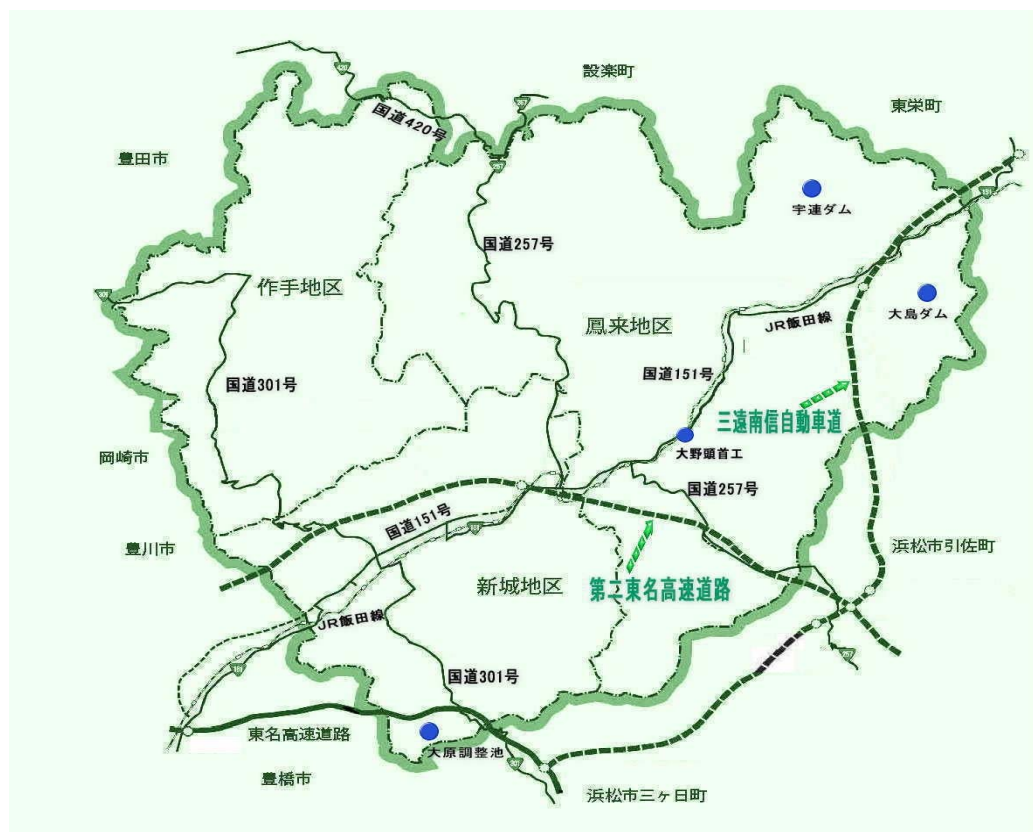 設楽町
東栄町
国道420号
豊田市
宇連ダム
国道257号
作手地区
大島ダム
鳳来地区
JR飯田線
国道301号
国道151号
三遠南信自動車道
大野頭首工
岡崎市
国道257号
国道151号
豊川市
浜松市引佐町
新城地区
第二東名高速道路
JR飯田線
国道301号
東名高速道路
大原調整池
豊橋市
浜松市三ヶ日町